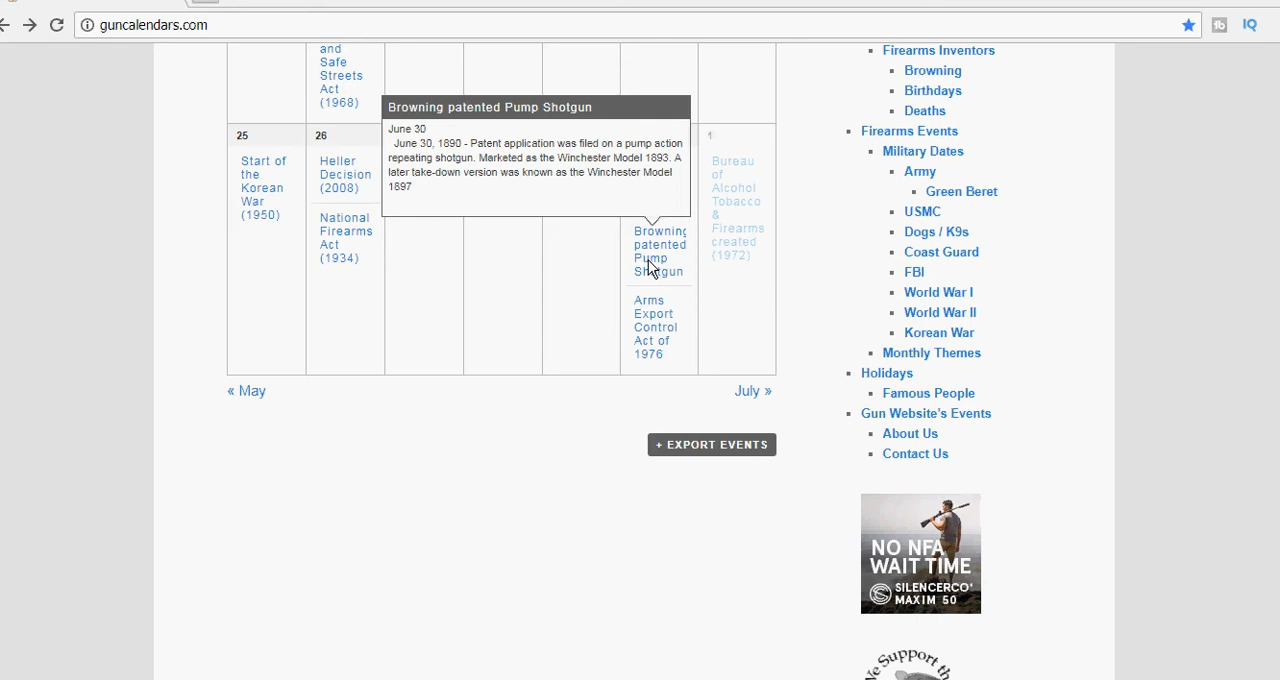 guncalendars.com
and
Safe
Streets
Act
(1968)
25
Start of
the
Korean
War
(1950)
26
Heller
Decision
(2008)
National
Firearms
Act
(1934)
Browning patented Pump Shotgun
June 30
June 30, 1890 - Patent application was filed on a pump action
repeating shotgun. Marketed as the Winchester Model 1893. A
later take-down version was known as the Winchester Model
1897
Browning
patented
Pump
Shotgun
Arms
Export
Control
Act of
1976
1
Bureau
of
Alcohol
Tobacco
&
Firearms
created
(1972)
« May
July »
+ EXPORT EVENTS
Firearms Inventors
Browning
Birthdays
Deaths
Firearms Events
Military Dates
Army
Green Beret
USMC
Dogs / K9s
Coast Guard
FBI
World War I
World War II
Korean War
Monthly Themes
Holidays
Famous People
Gun Website's Events
About Us
Contact Us
NO NFA
WAIT TIME
SILENCERCO
MAXIM 50
We Support the
tb
IQ